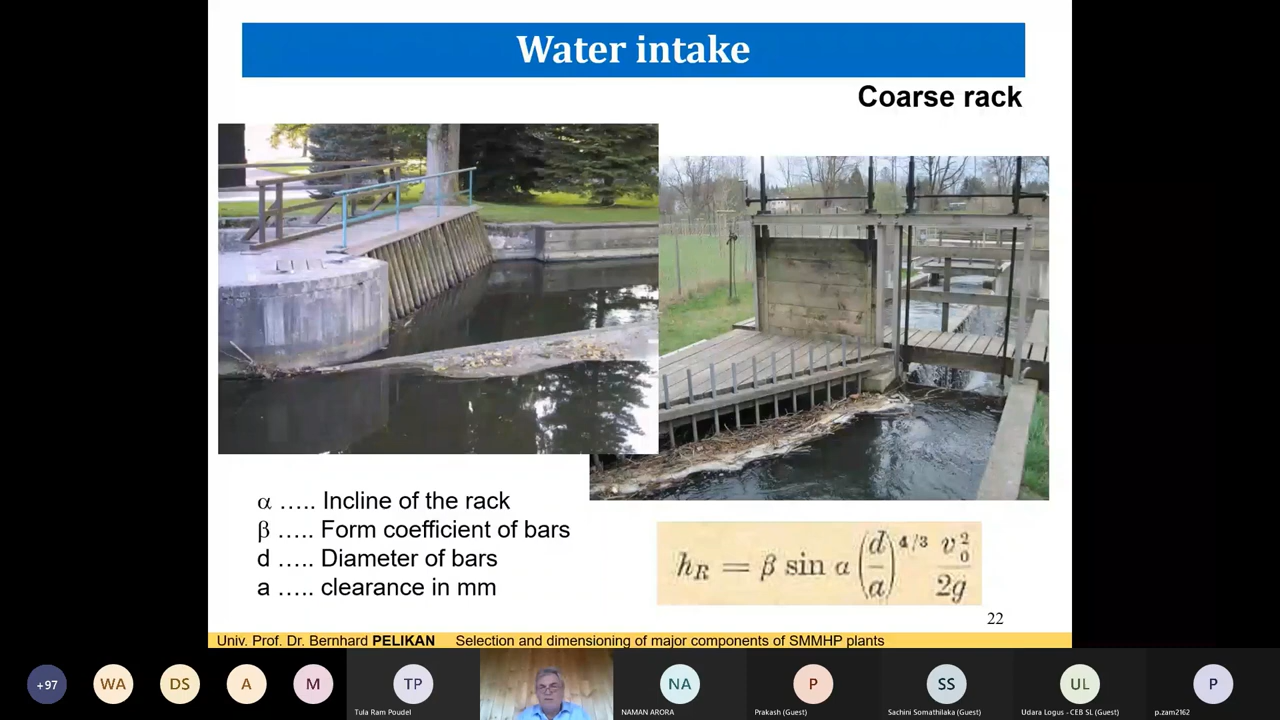 Water intake
Coarse rack
α ..... Incline of the rack
β ..... Form coefficient of bars
d ..... Diameter of bars
a ..... clearance in mm
h_R = β sin α (d/a)^4/3 v_0^2/2g
22
Univ. Prof. Dr. Bernhard PELIKAN Selection and dimensioning of major components of SMMHP plants
+97 WA DS A M TP NA P SS UL P
Tula Ram Poudel NAMAN ARORA Prakash (Guest) Sachini Somathilaka (Guest) Udara Logus - CEB SL (Guest) p.zam2162